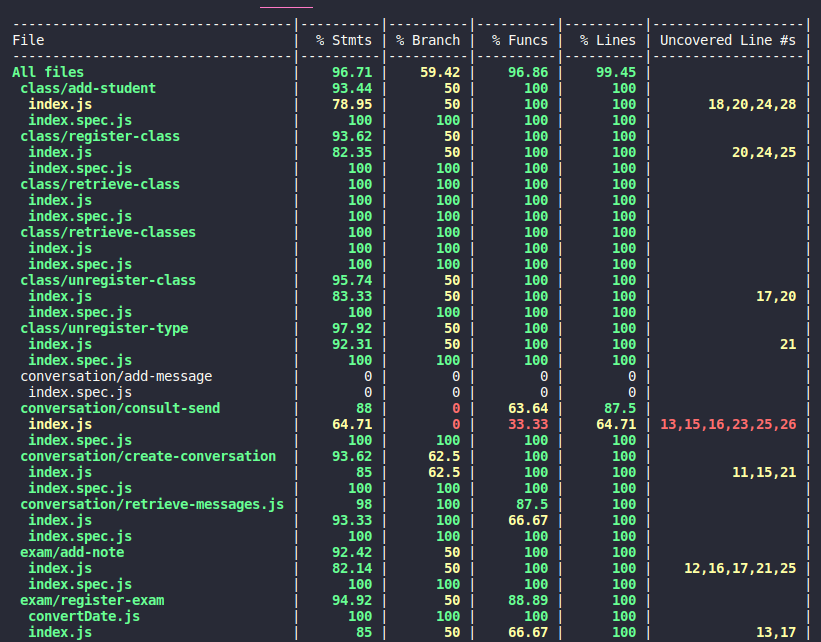 -----------------------------------|----------|----------|----------|----------|-------------------|
File | % Stmts | % Branch | % Funcs | % Lines | Uncovered Line #s |
-----------------------------------|----------|----------|----------|----------|-------------------|
All files | 96.71 | 59.42 | 96.86 | 99.45 | |
class/add-student | 93.44 | 50 | 100 | 100 | |
index.js | 78.95 | 50 | 100 | 100 | 18,20,24,28 |
index.spec.js | 100 | 100 | 100 | 100 | |
class/register-class | 93.62 | 50 | 100 | 100 | |
index.js | 82.35 | 50 | 100 | 100 | 20,24,25 |
index.spec.js | 100 | 100 | 100 | 100 | |
class/retrieve-class | 100 | 100 | 100 | 100 | |
index.js | 100 | 100 | 100 | 100 | |
index.spec.js | 100 | 100 | 100 | 100 | |
class/retrieve-classes | 100 | 100 | 100 | 100 | |
index.js | 100 | 100 | 100 | 100 | |
index.spec.js | 100 | 100 | 100 | 100 | |
class/unregister-class | 95.74 | 50 | 100 | 100 | |
index.js | 83.33 | 50 | 100 | 100 | 17,20 |
index.spec.js | 100 | 100 | 100 | 100 | |
class/unregister-type | 97.92 | 50 | 100 | 100 | |
index.js | 92.31 | 50 | 100 | 100 | 21 |
index.spec.js | 100 | 100 | 100 | 100 | |
conversation/add-message | 0 | 0 | 0 | 0 | |
index.spec.js | 0 | 0 | 0 | 0 | |
conversation/consult-send | 88 | 0 | 63.64 | 87.5 | |
index.js | 64.71 | 0 | 33.33 | 64.71 | 13,15,16,23,25,26 |
index.spec.js | 100 | 100 | 100 | 100 | |
conversation/create-conversation | 93.62 | 62.5 | 100 | 100 | |
index.js | 85 | 62.5 | 100 | 100 | 11,15,21 |
index.spec.js | 100 | 100 | 100 | 100 | |
conversation/retrieve-messages.js | 98 | 100 | 87.5 | 100 | |
index.js | 93.33 | 100 | 66.67 | 100 | |
index.spec.js | 100 | 100 | 100 | 100 | |
exam/add-note | 92.42 | 50 | 100 | 100 | |
index.js | 82.14 | 50 | 100 | 100 | 12,16,17,21,25 |
index.spec.js | 100 | 100 | 100 | 100 | |
exam/register-exam | 94.92 | 50 | 88.89 | 100 | |
convertDate.js | 100 | 100 | 100 | 100 | |
index.js | 85 | 50 | 66.67 | 100 | 13,17 |